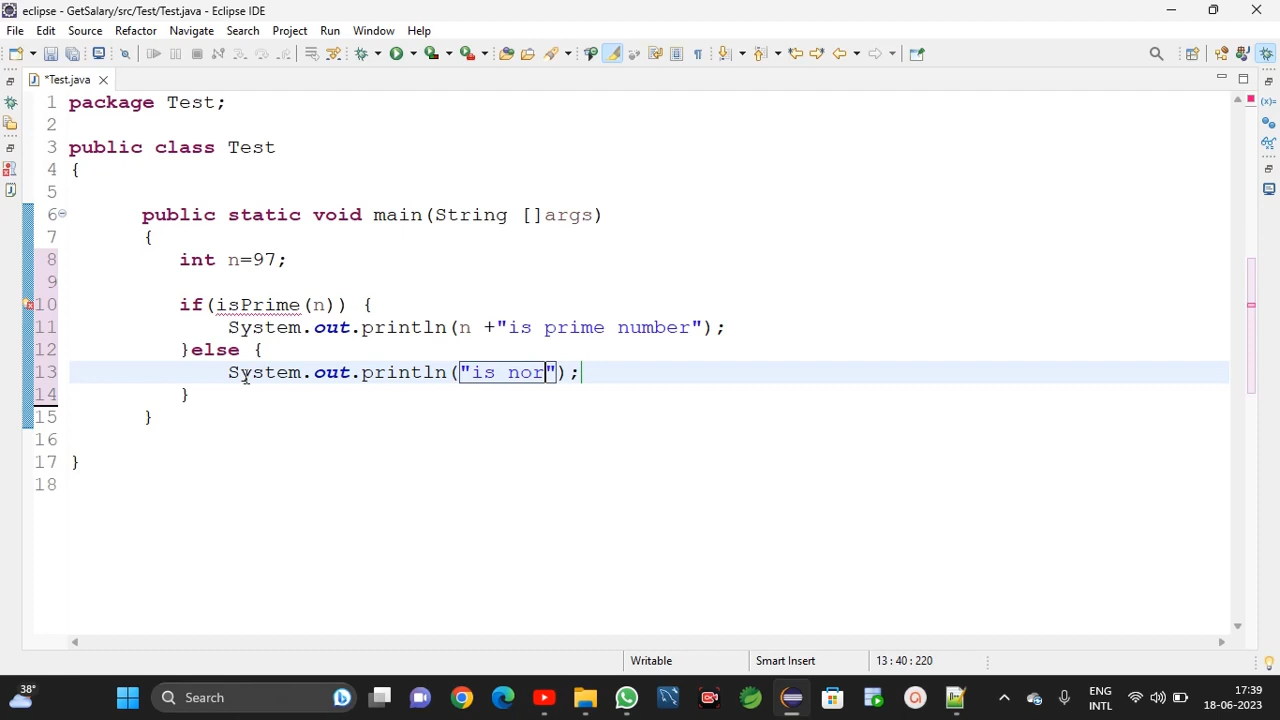 eclipse - GetSalary/src/Test/Test.java - Eclipse IDE
File Edit Source Refactor Navigate Search Project Run Window Help
*Test.java
1 package Test;
2
3 public class Test
4 {
5
6 public static void main(String []args)
7 {
8 int n=97;
9
10 if(isPrime(n)) {
11 System.out.println(n +"is prime number");
12 }else {
13 System.out.println("is nor");
14 }
15 }
16
17 }
18
Writable Smart Insert 13 : 40 : 220
38°
Search
ENG
INTL
17:39
18-06-2023